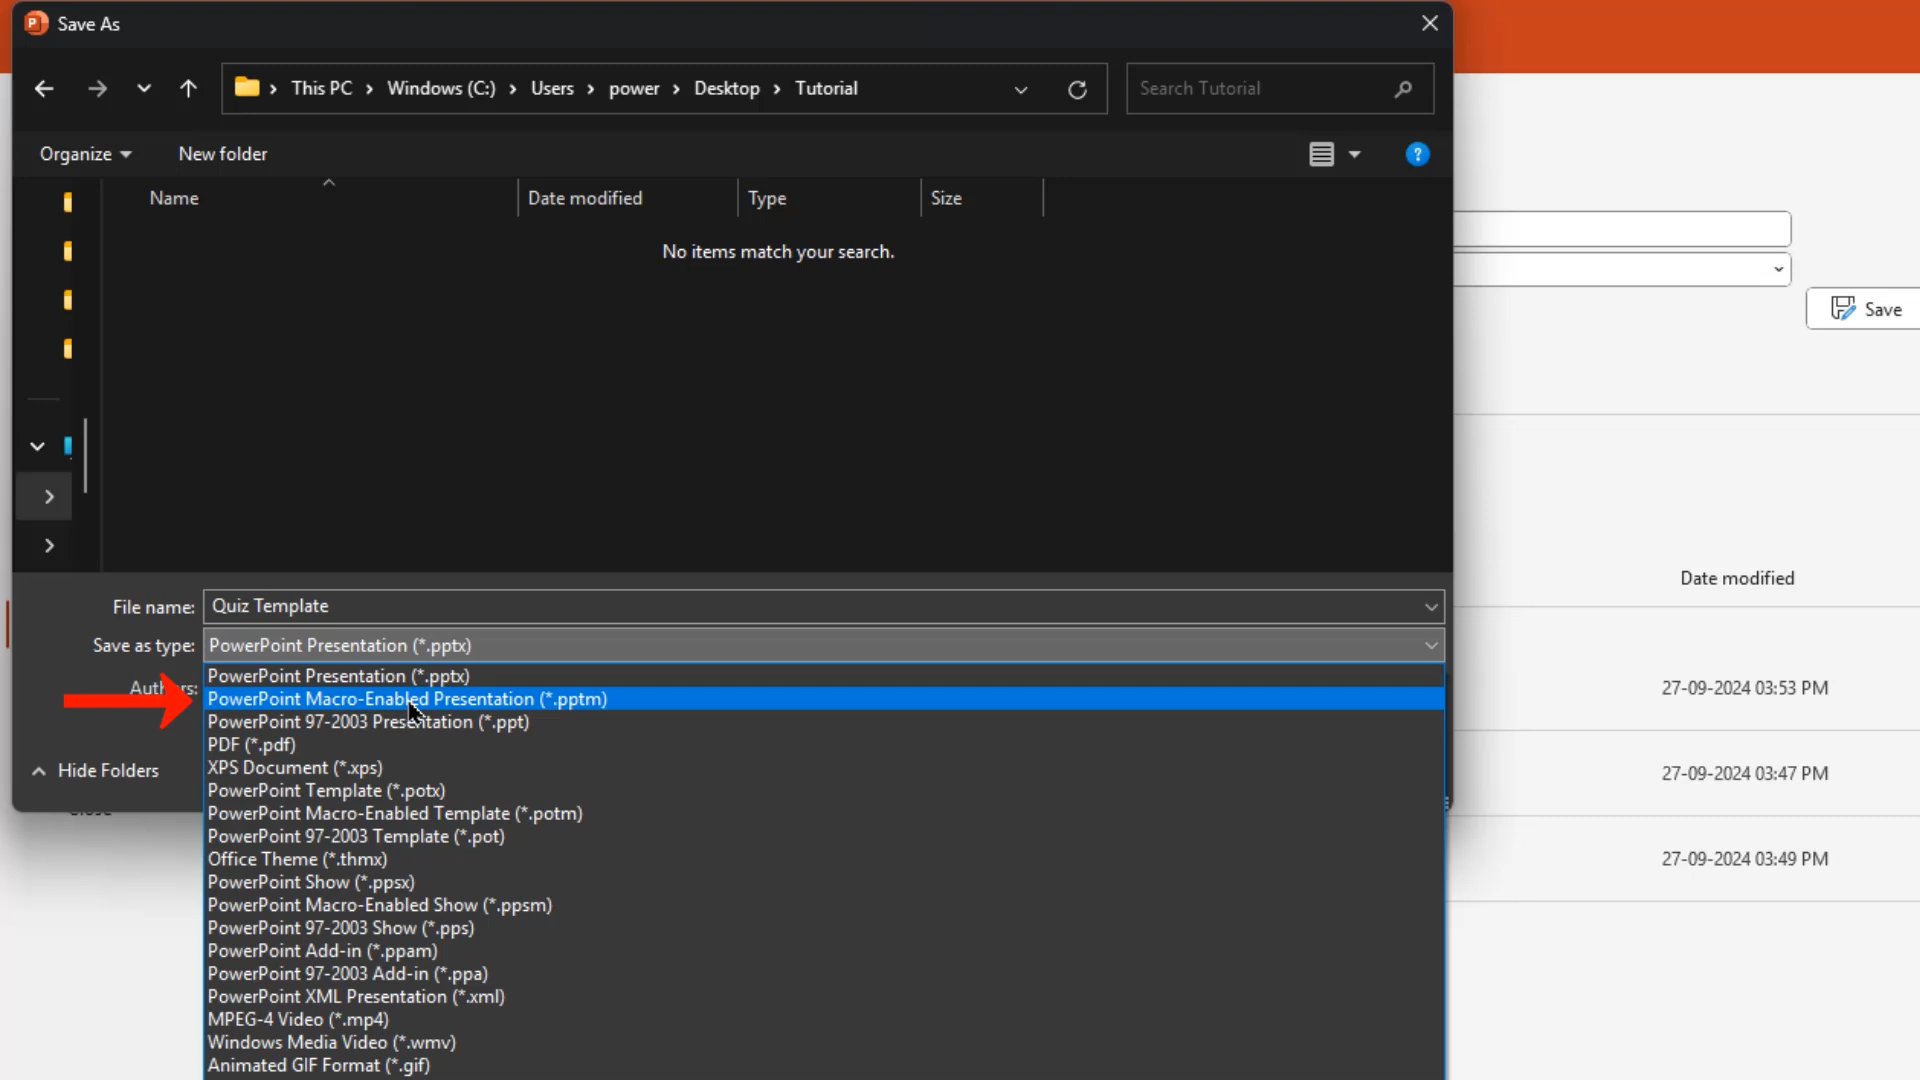 Save As
This PC > Windows (C:) > Users > power > Desktop > Tutorial
Search Tutorial
Organize
New folder
?
Name
Date modified
Type
Size
No items match your search.
Save
Date modified
File name:
Quiz Template
Save as type:
PowerPoint Presentation (*.pptx)
Authors:
PowerPoint Presentation (*.pptx)
PowerPoint Macro-Enabled Presentation (*.pptm)
PowerPoint 97-2003 Presentation (*.ppt)
PDF (*.pdf)
XPS Document (*.xps)
PowerPoint Template (*.potx)
PowerPoint Macro-Enabled Template (*.potm)
PowerPoint 97-2003 Template (*.pot)
Office Theme (*.thmx)
PowerPoint Show (*.ppsx)
PowerPoint Macro-Enabled Show (*.ppsm)
PowerPoint 97-2003 Show (*.pps)
PowerPoint Add-in (*.ppam)
PowerPoint 97-2003 Add-in (*.ppa)
PowerPoint XML Presentation (*.xml)
MPEG-4 Video (*.mp4)
Windows Media Video (*.wmv)
Animated GIF Format (*.gif)
Hide Folders
Close
27-09-2024 03:53 PM
27-09-2024 03:47 PM
27-09-2024 03:49 PM